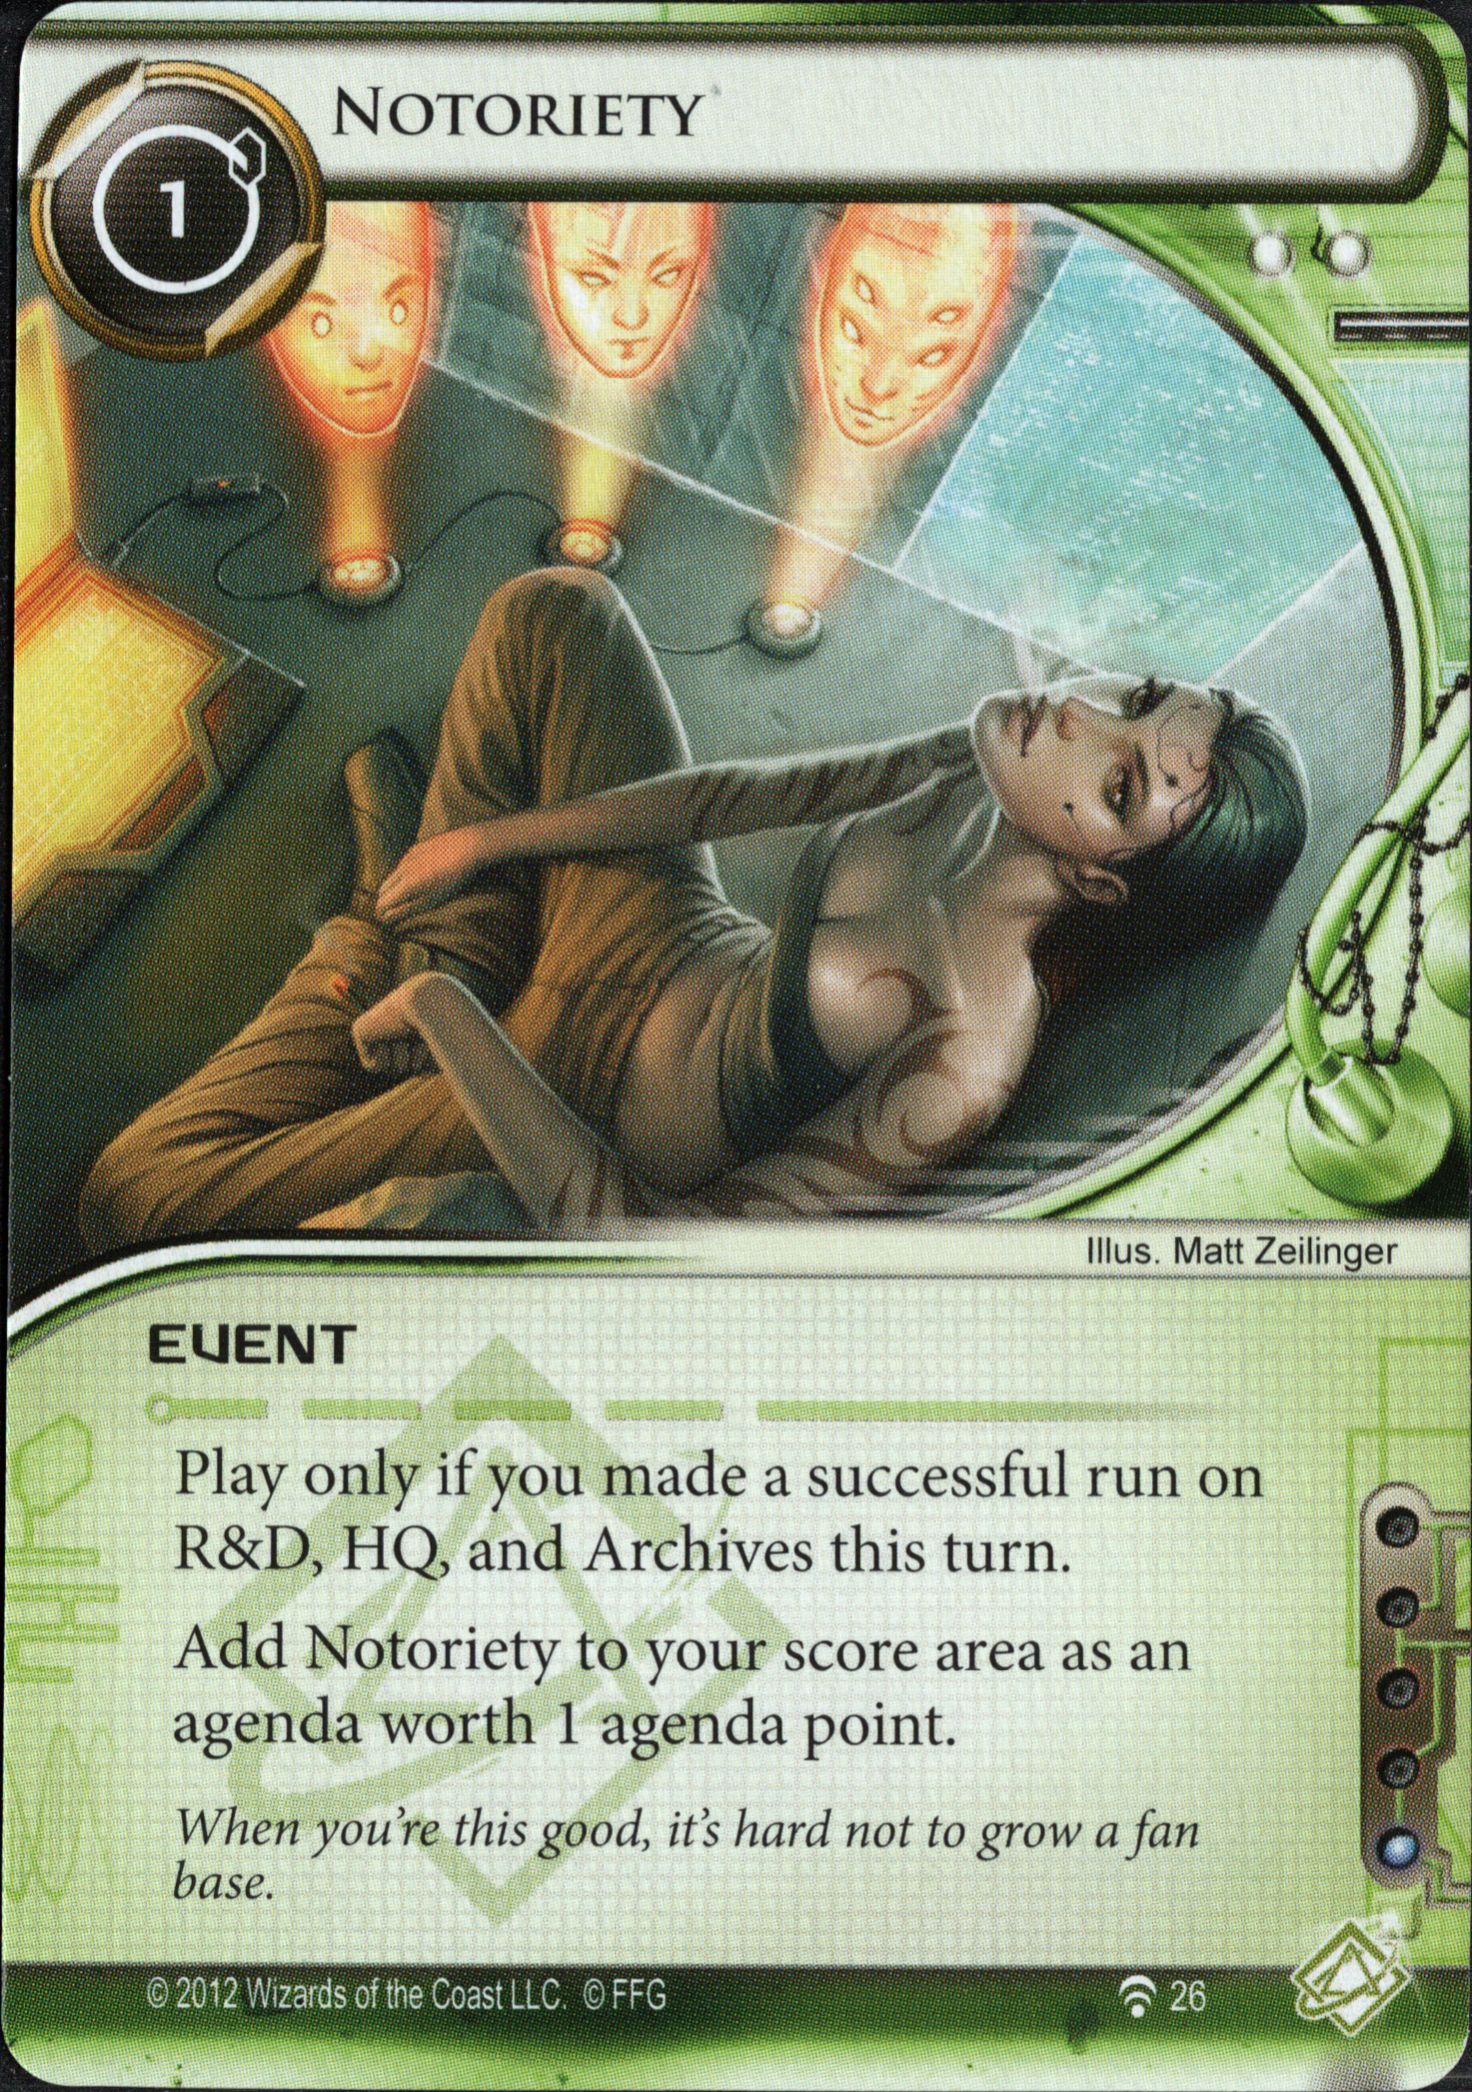 1
NOTORIETY
Illus. Matt Zeilinger
EVENT
Play only if you made a successful run on
R&D, HQ, and Archives this turn.
Add Notoriety to your score area as an
agenda worth 1 agenda point.
When you're this good, it's hard not to grow a fan
base.
© 2012 Wizards of the Coast LLC. © FFG
26